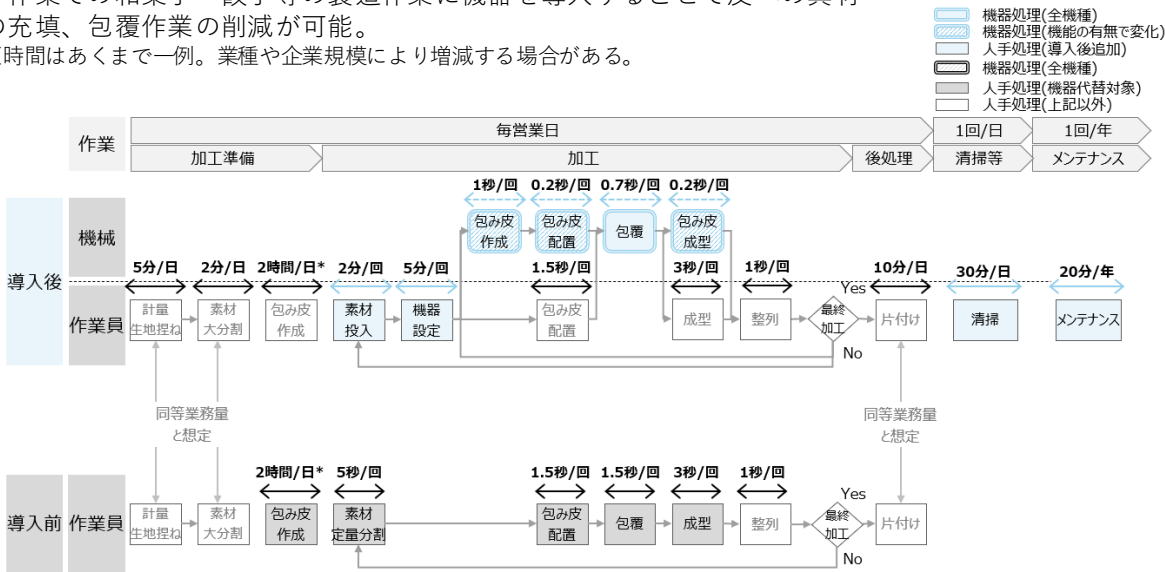 の充填、包覆作業の削減が可能。
時間はあくまで一例。業種や企業規模により増減する場合がある。
機器処理(全機種)
機器処理(機能の有無で変化)
人手処理(導入後追加)
機器処理(全機種)
人手処理(機器代替対象)
人手処理(上記以外)
作業
毎営業日
1回/日
1回/年
加工準備
加工
後処理
清掃等
メンテナンス
導入後
機械
1秒/回
0.2秒/回
0.7秒/回
0.2秒/回
包み皮
作成
包み皮
配置
包覆
包み皮
成型
作業員
5分/日
2分/日
2時間/日*
2分/回
5分/回
1.5秒/回
3秒/回
1秒/回
10分/日
30分/日
20分/年
計量
生地捏ね
素材
大分割
包み皮
作成
素材
投入
機器
設定
包み皮
配置
成型
整列
最終
加工
Yes
No
片付け
清掃
メンテナンス
同等業務量
と想定
同等業務量
と想定
導入前
作業員
2時間/日*
5秒/回
1.5秒/回
1.5秒/回
3秒/回
1秒/回
計量
生地捏ね
素材
大分割
包み皮
作成
素材
定量分割
包み皮
配置
包覆
成型
整列
最終
加工
Yes
No
片付け